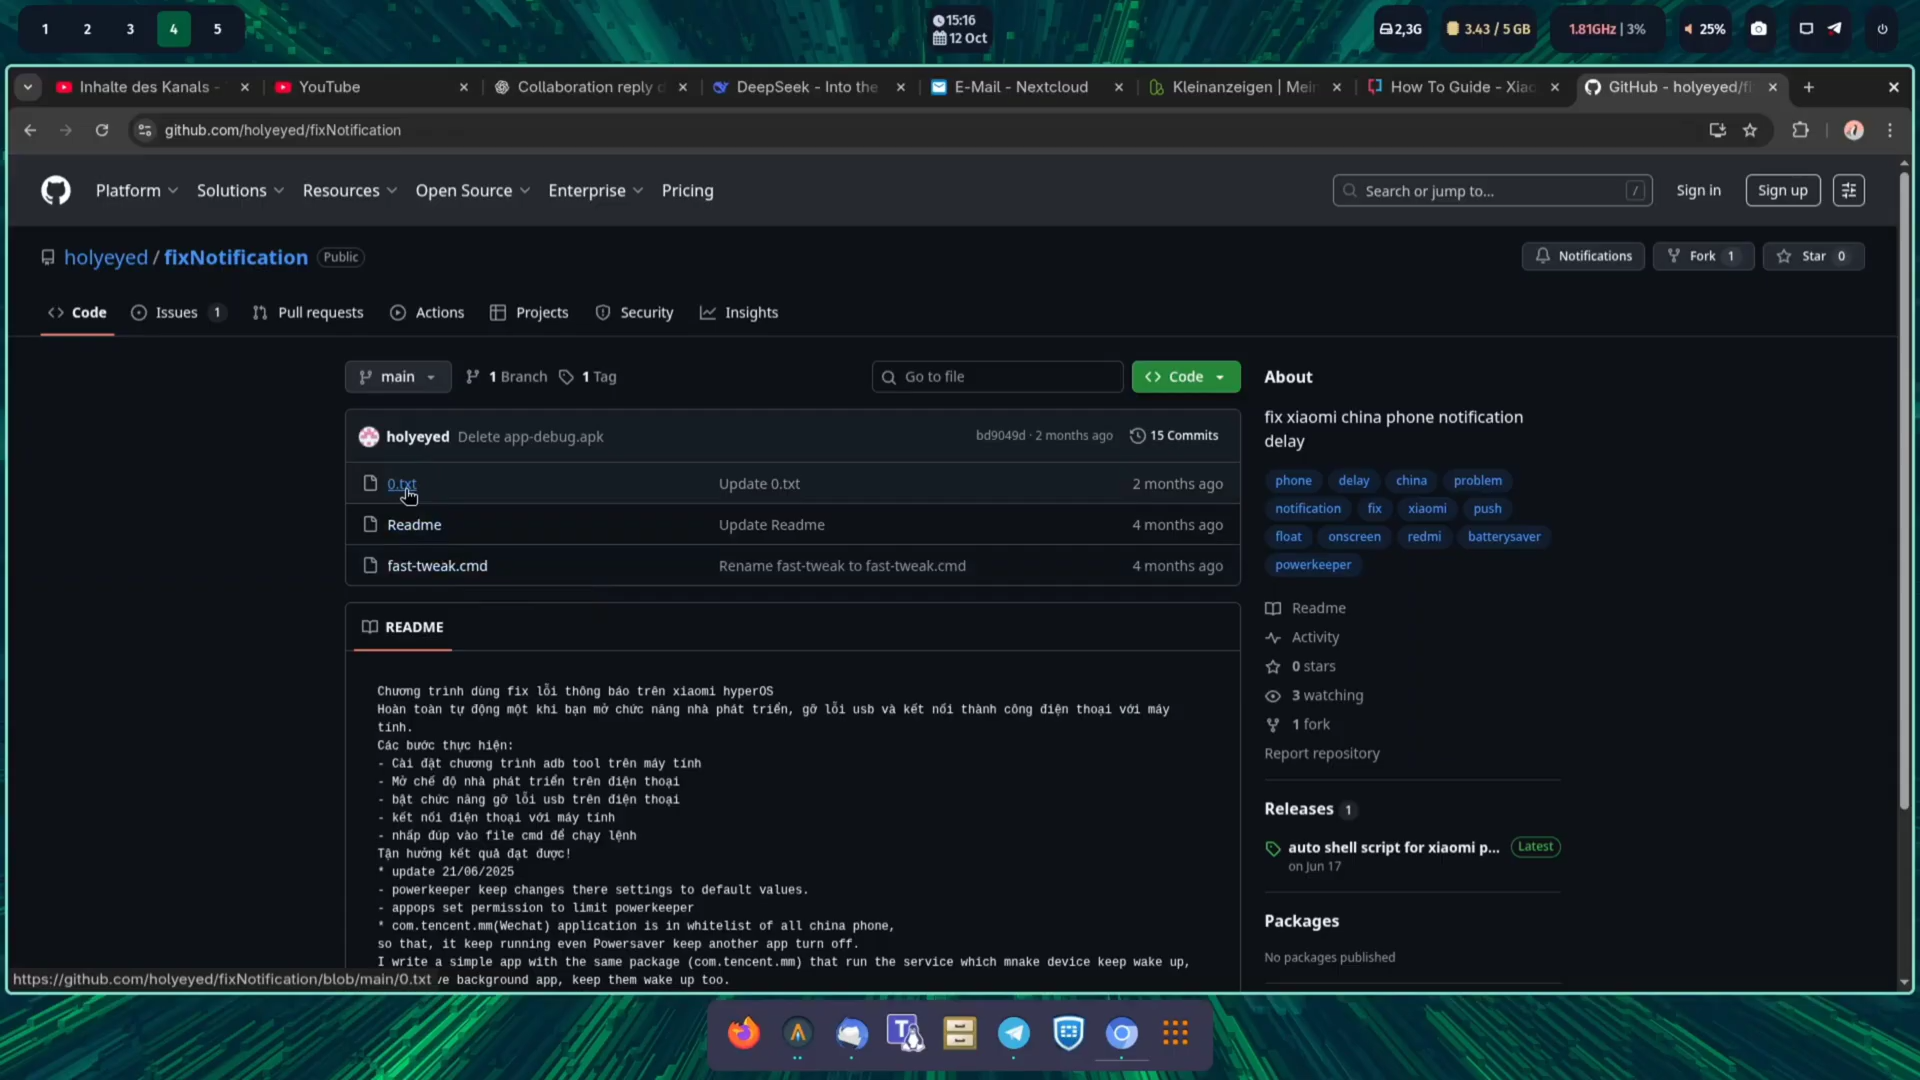 1 2 3 4 5
15:16
12 Oct
2,3G
3.43 / 5 GB
1.81GHz | 3%
25%
Inhalte des Kanals -
YouTube
Collaboration reply
DeepSeek - Into the
E-Mail - Nextcloud
Kleinanzeigen | Mein
How To Guide - Xiao
GitHub - holyeyed/fi
github.com/holyeyed/fixNotification
Platform
Solutions
Resources
Open Source
Enterprise
Pricing
Search or jump to...
/
Sign in
Sign up
holyeyed / fixNotification
Public
Notifications
Fork 1
Star 0
Code
Issues 1
Pull requests
Actions
Projects
Security
Insights
main
1 Branch
1 Tag
Go to file
Code
holyeyed Delete app-debug.apk
bd9049d · 2 months ago
15 Commits
0.txt Update 0.txt 2 months ago
Readme Update Readme 4 months ago
fast-tweak.cmd Rename fast-tweak to fast-tweak.cmd 4 months ago
README
Chương trình dùng fix lỗi thông báo trên xiaomi hyperOS
Hoàn toàn tự động một khi bạn mở chức năng nhà phát triển, gỡ lỗi usb và kết nối thành công điện thoại với máy
tính.
Các bước thực hiện:
- Cài đặt chương trình adb tool trên máy tính
- Mở chế độ nhà phát triển trên điện thoại
- bật chức năng gỡ lỗi usb trên điện thoại
- kết nối điện thoại với máy tính
- nhấp đúp vào file cmd để chạy lệnh
Tận hưởng kết quả đạt được!
* update 21/06/2025
- powerkeeper keep changes there settings to default values.
- appops set permission to limit powerkeeper
* com.tencent.mm(Wechat) application is in whitelist of all china phone,
so that, it keep running even Powersaver keep another app turn off.
I write a simple app with the same package (com.tencent.mm) that run the service which mnake device keep wake up,
ve background app, keep them wake up too.
https://github.com/holyeyed/fixNotification/blob/main/0.txt
About
fix xiaomi china phone notification
delay
phone delay china problem
notification fix xiaomi push
float onscreen redmi batterysaver
powerkeeper
Readme
Activity
0 stars
3 watching
1 fork
Report repository
Releases 1
auto shell script for xiaomi p... Latest
on Jun 17
Packages
No packages published